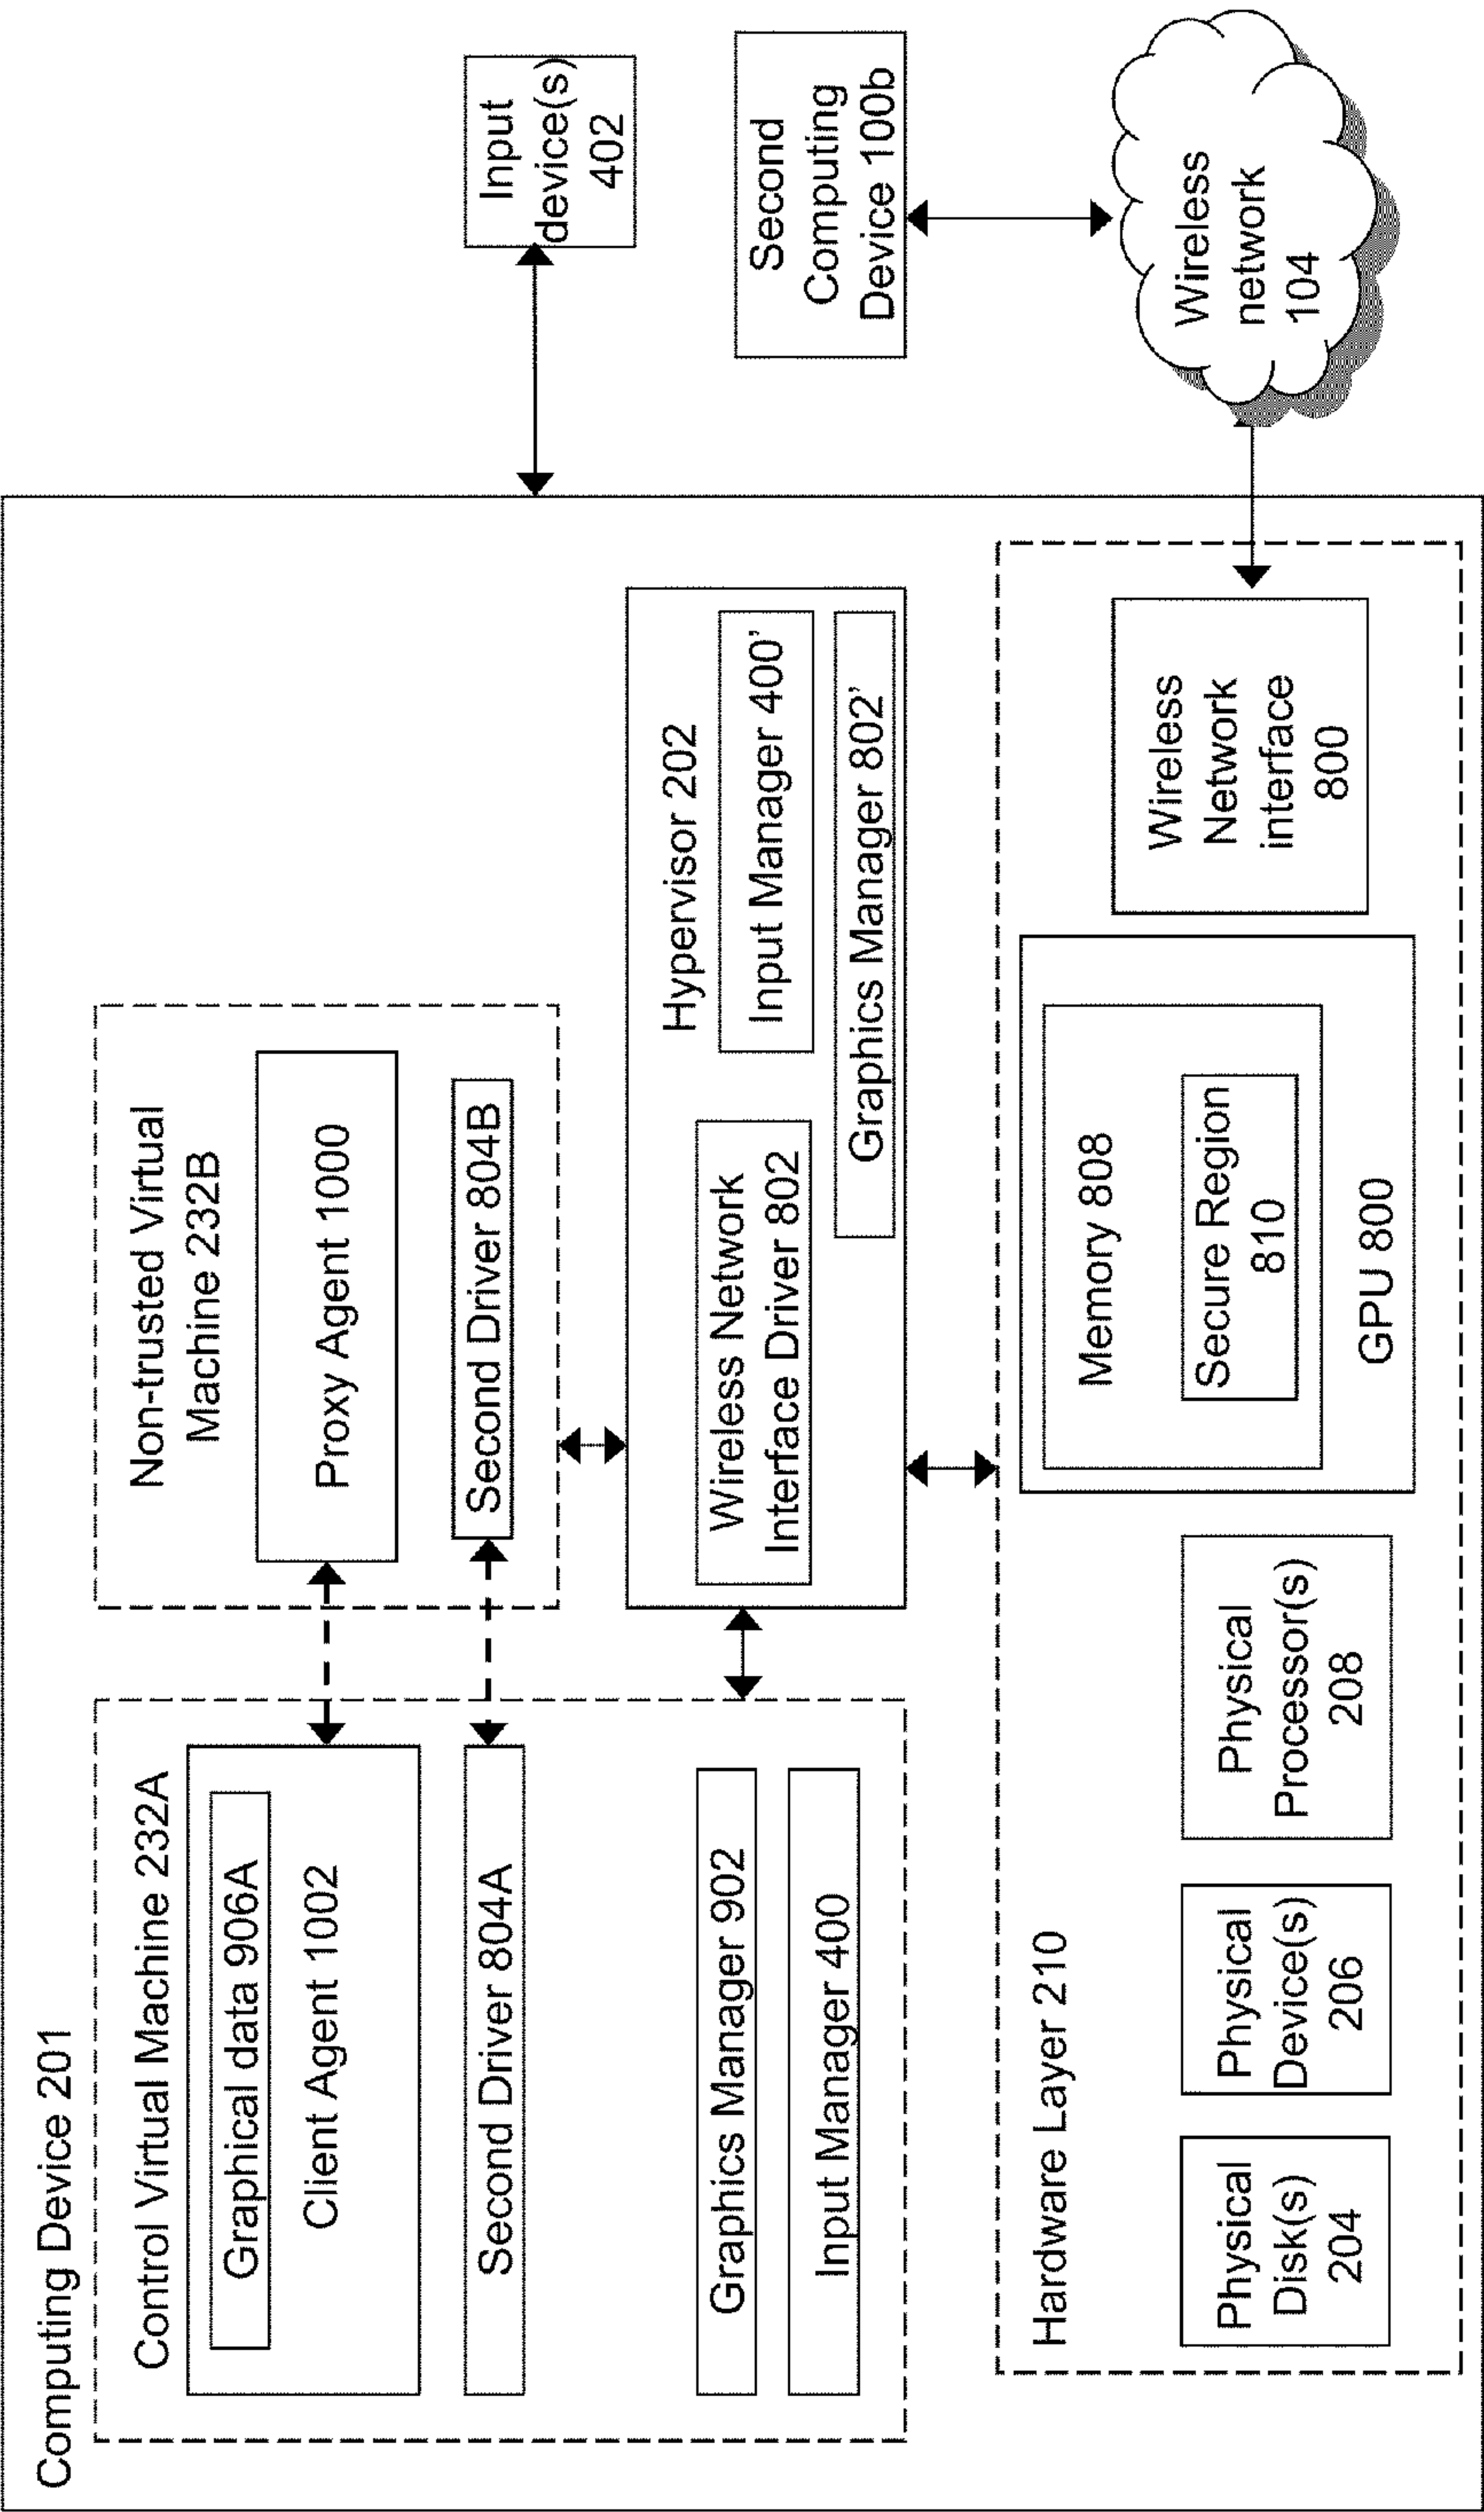 Computing Device 201
Control Virtual Machine 232A
Graphical data 906A
Client Agent 1002
Second Driver 804A
Graphics Manager 902
Input Manager 400
Non-trusted Virtual
Machine 232B
Proxy Agent 1000
Second Driver 804B
Hypervisor 202
Wireless Network
Interface Driver 802
Input Manager 400’
Graphics Manager 802’
Input
device(s)
402
Second
Computing
Device 100b
Wireless
network
104
Hardware Layer 210
Physical
Disk(s)
204
Physical
Device(s)
206
Physical
Processor(s)
208
Memory 808
Secure Region
810
GPU 800
Wireless
Network
interface
800